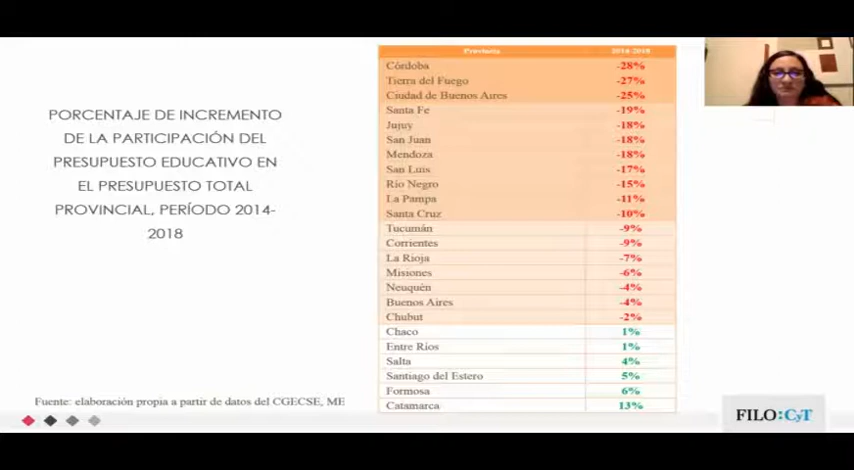 PORCENTAJE DE INCREMENTO
DE LA PARTICIPACIÓN DEL
PRESUPUESTO EDUCATIVO EN
EL PRESUPUESTO TOTAL
PROVINCIAL, PERÍODO 2014-
2018
Provincia 2014-2018
Córdoba -28%
Tierra del Fuego -27%
Ciudad de Buenos Aires -25%
Santa Fe -19%
Jujuy -18%
San Juan -18%
Mendoza -18%
San Luis -17%
Río Negro -15%
La Pampa -11%
Santa Cruz -10%
Tucumán -9%
Corrientes -9%
La Rioja -7%
Misiones -6%
Neuquén -4%
Buenos Aires -4%
Chubut -2%
Chaco 1%
Entre Ríos 1%
Salta 4%
Santiago del Estero 5%
Formosa 6%
Catamarca 13%
Fuente: elaboración propia a partir de datos del CGECSE, ME
FILO:CyT